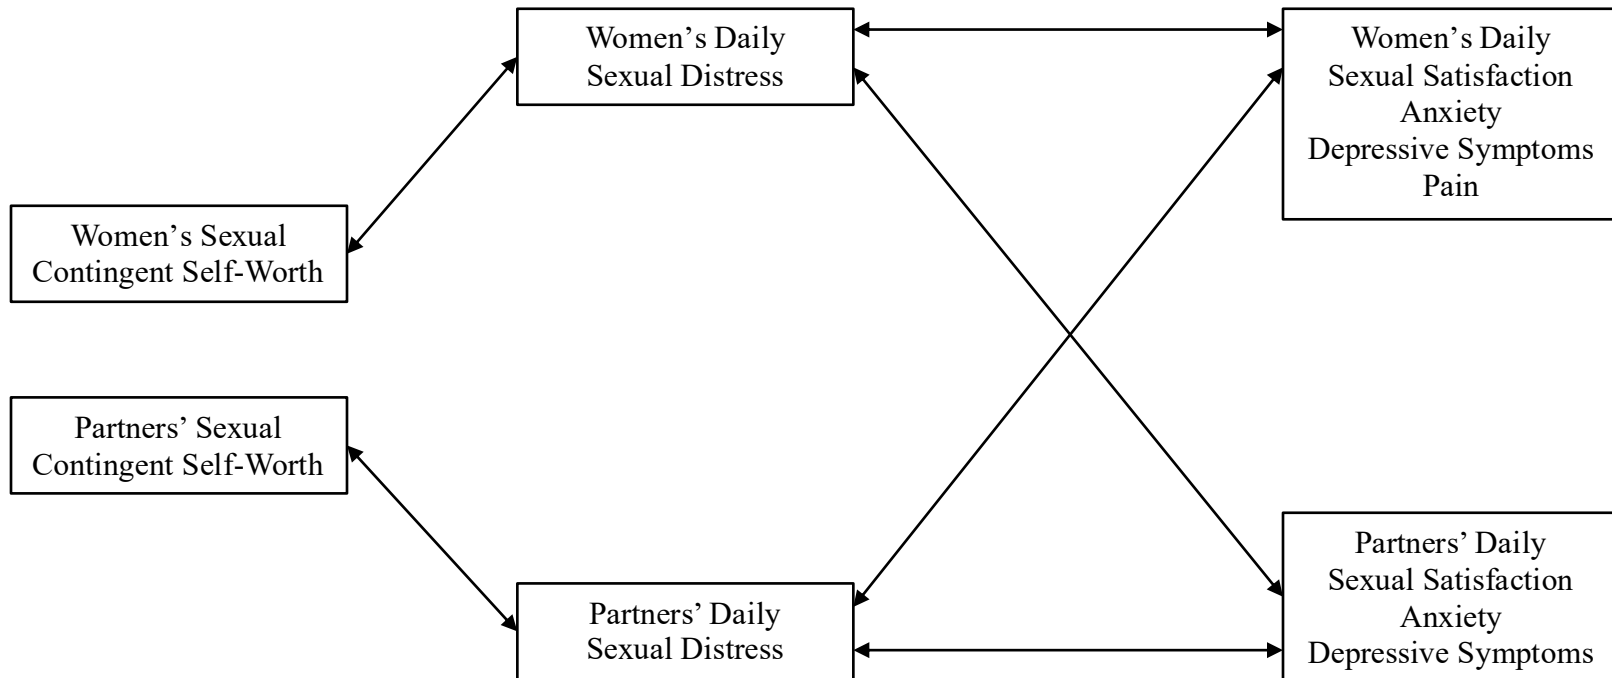 Women’s Daily
Sexual Distress
Women’s Daily
Sexual Satisfaction
Anxiety
Depressive Symptoms
Pain
Women’s Sexual
Contingent Self-Worth
Partners’ Sexual
Contingent Self-Worth
Partners’ Daily
Sexual Distress
Partners’ Daily
Sexual Satisfaction
Anxiety
Depressive Symptoms